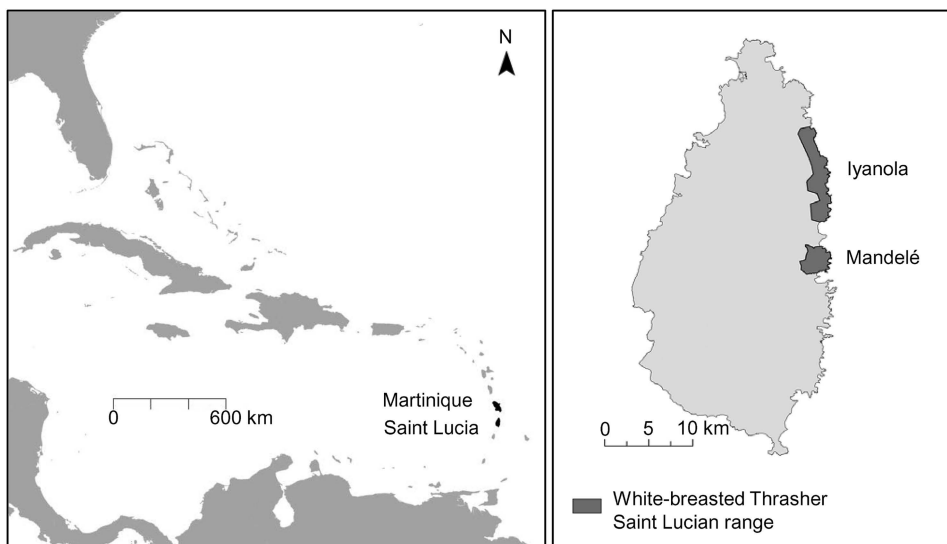 N
Martinique
Saint Lucia
0 600 km
Iyanola
Mandelé
0 5 10 km
White-breasted Thrasher
Saint Lucian range